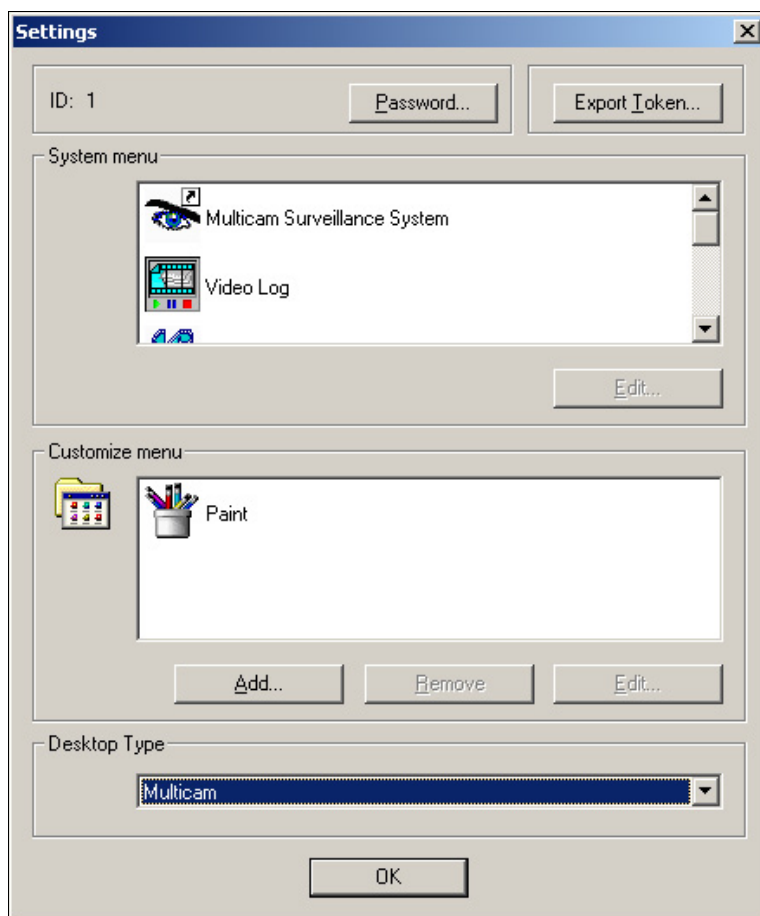 Settings
ID: 1
Password...
Export Token...
System menu
Multicam Surveillance System
Video Log
Edit...
Customize menu
Paint
Add...
Remove
Edit...
Desktop Type
Multicam
OK